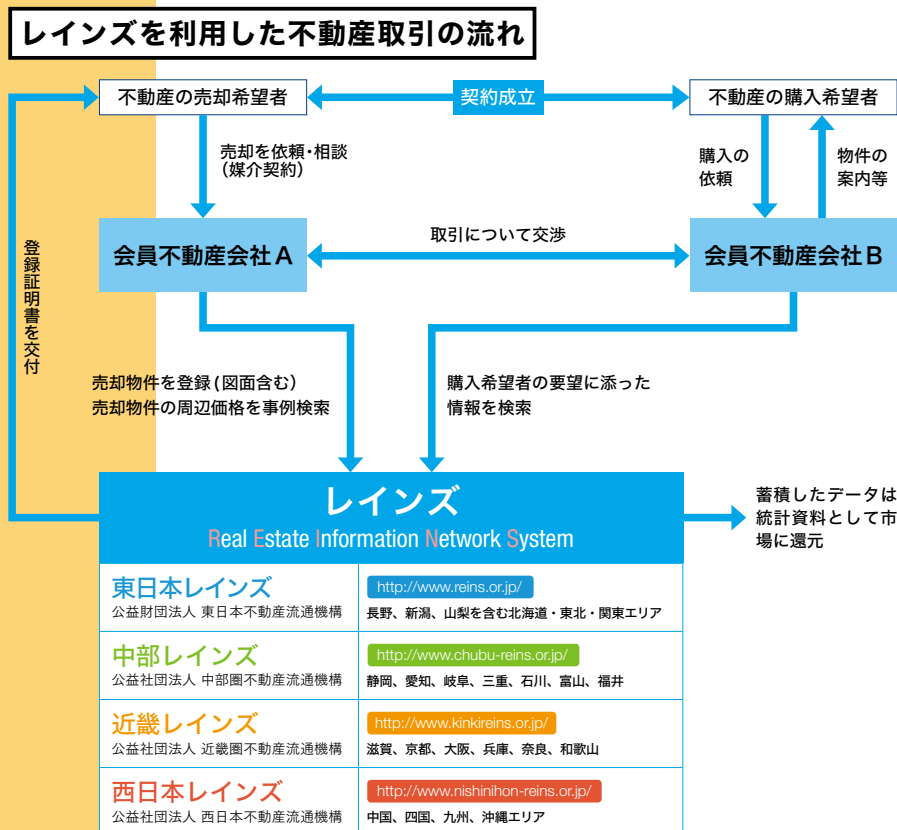 レインズを利用した不動産取引の流れ
不動産の売却希望者
契約成立
不動産の購入希望者
売却を依頼・相談
(媒介契約)
購入の
依頼
物件の
案内等
会員不動産会社A
取引について交渉
会員不動産会社B
登録証明書を交付
売却物件を登録(図面含む)
売却物件の周辺価格を事例検索
購入希望者の要望に添った
情報を検索
レインズ
Real Estate Information Network System
蓄積したデータは
統計資料として市
場に還元
東日本レインズ
公益財団法人 東日本不動産流通機構
http://www.reins.or.jp/
長野、新潟、山梨を含む北海道・東北・関東エリア
中部レインズ
公益社団法人 中部圏不動産流通機構
http://www.chubu-reins.or.jp/
静岡、愛知、岐阜、三重、石川、富山、福井
近畿レインズ
公益社団法人 近畿圏不動産流通機構
http://www.kinkireins.or.jp/
滋賀、京都、大阪、兵庫、奈良、和歌山
西日本レインズ
公益社団法人 西日本不動産流通機構
http://www.nishinihon-reins.or.jp/
中国、四国、九州、沖縄エリア